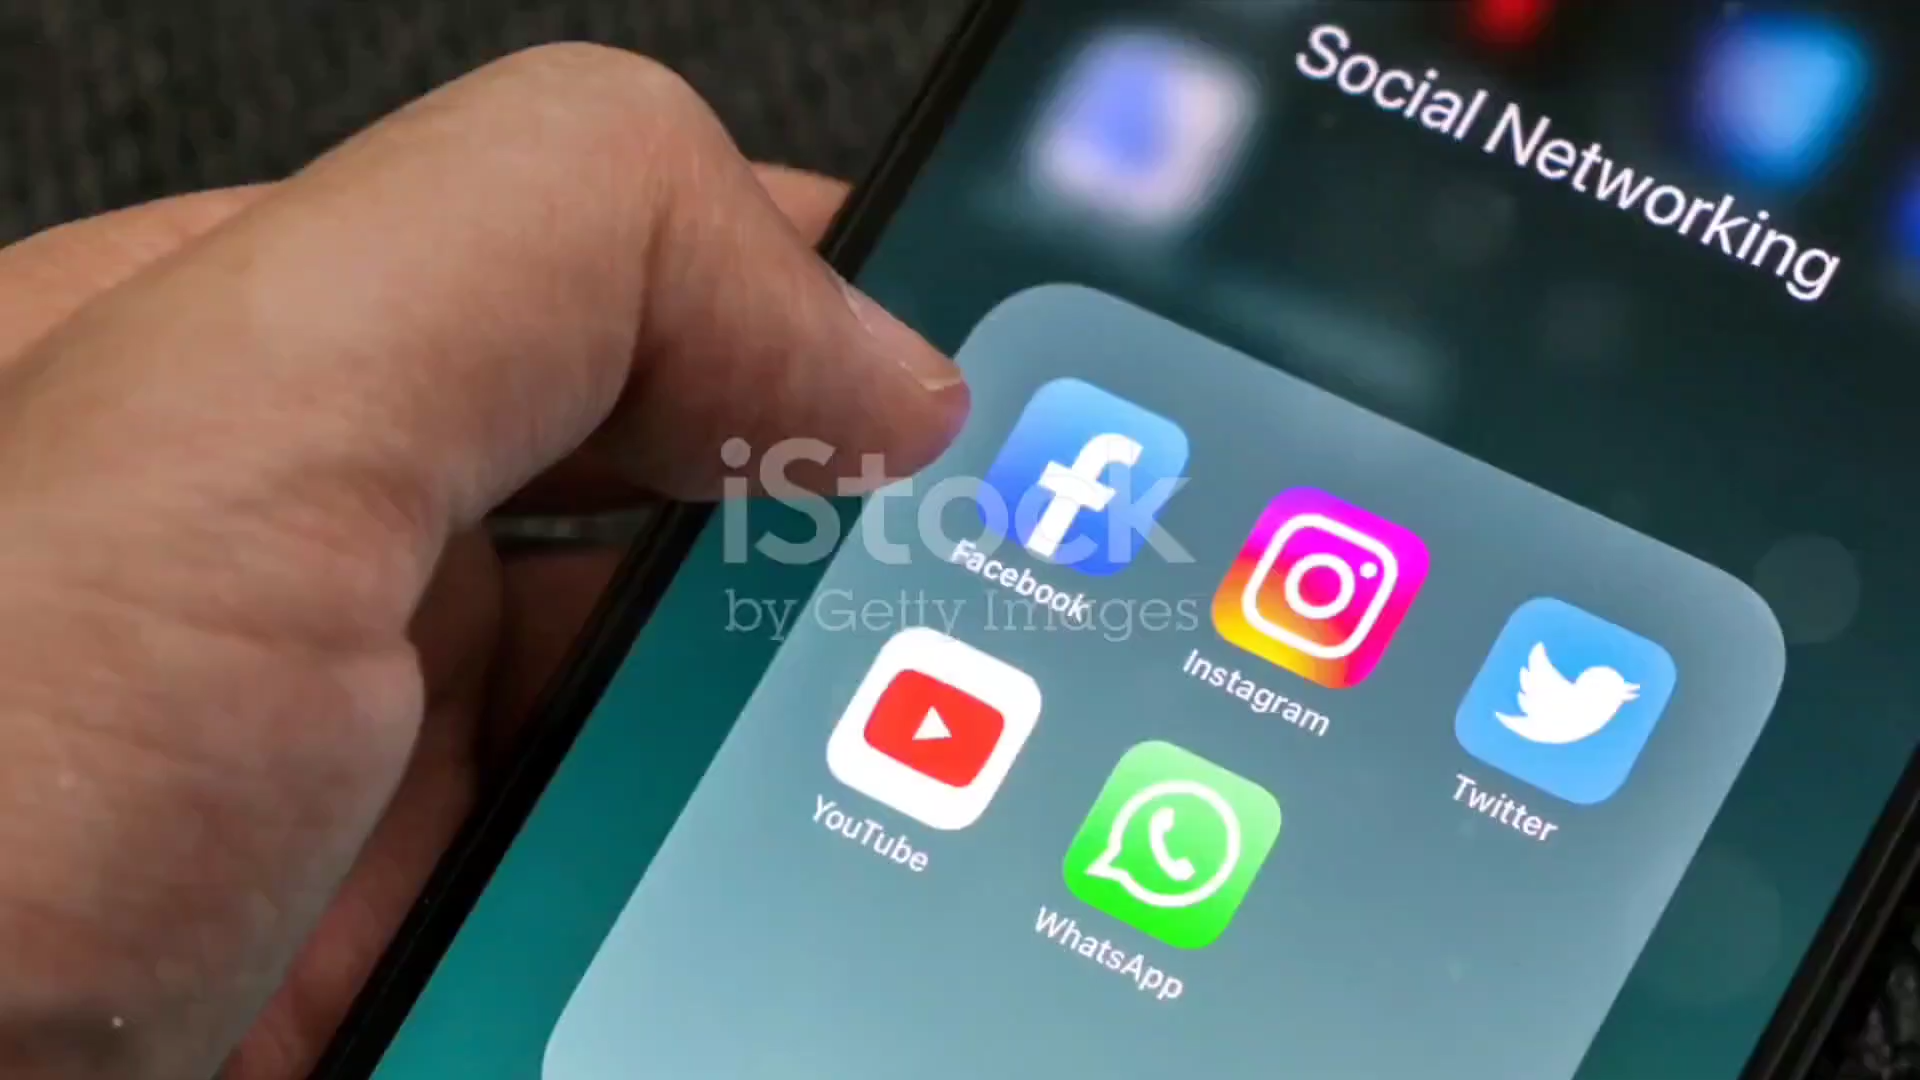 Social Networking
Facebook
Instagram
Twitter
YouTube
WhatsApp
iStock
by Getty Images